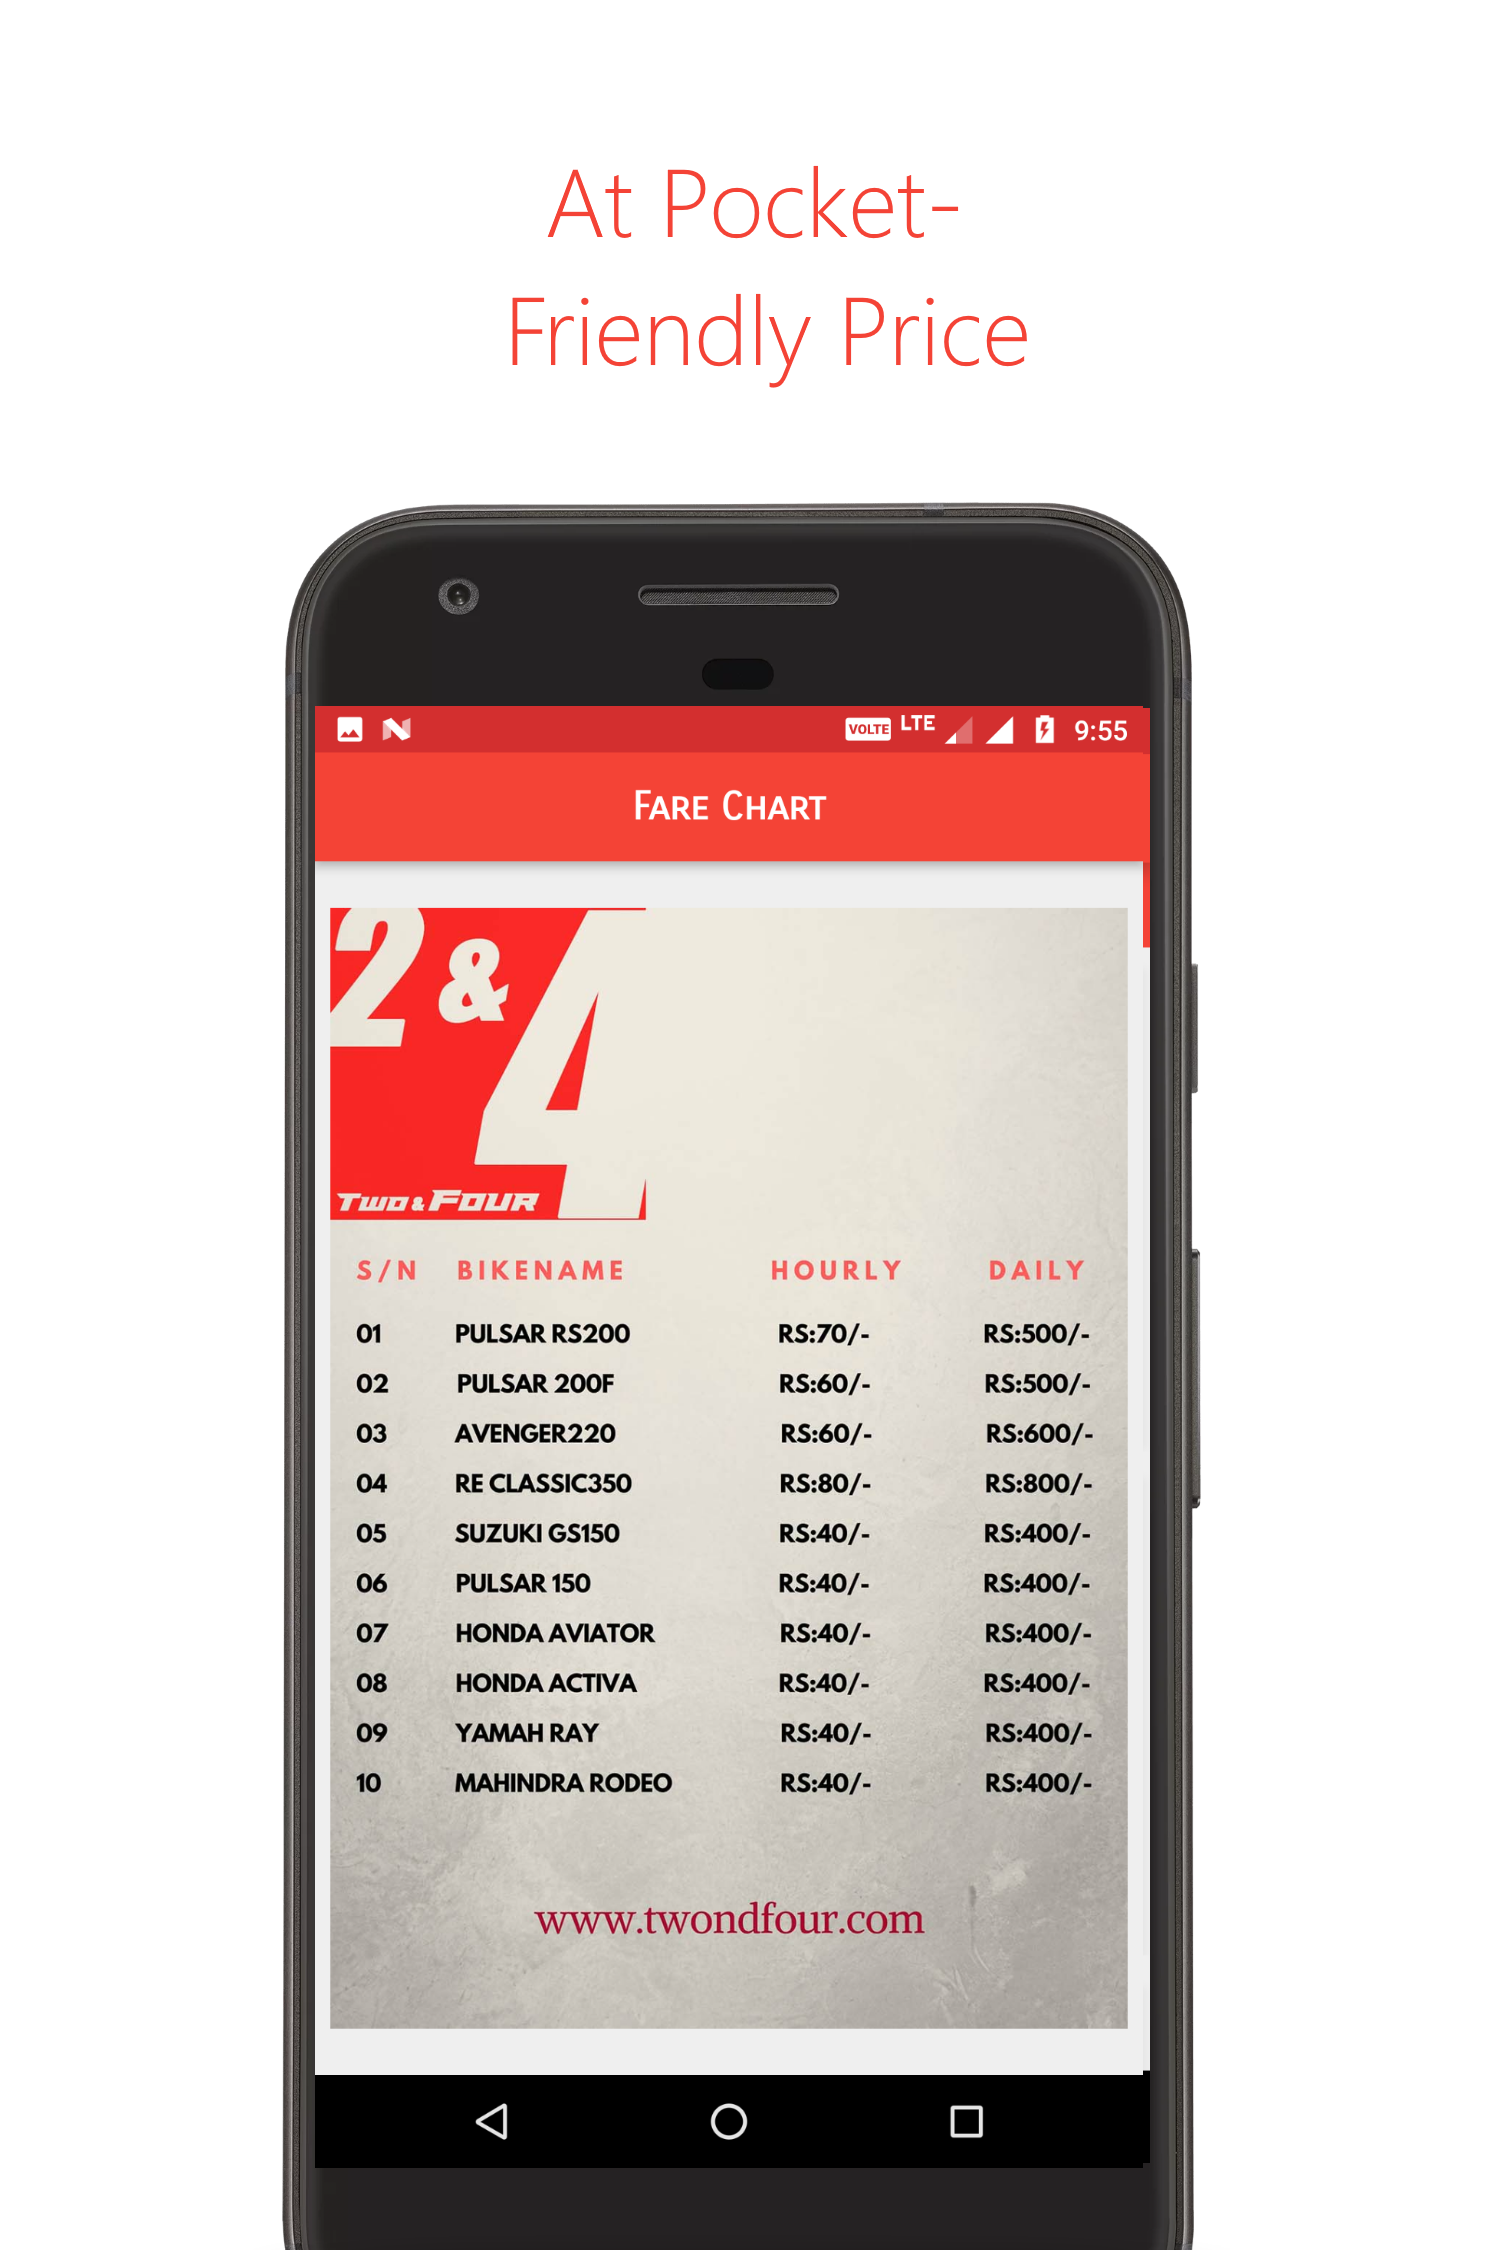 At Pocket-
Friendly Price
VOLTE LTE 9:55
FARE CHART
2 & 4
TWO & FOUR
S/N BIKENAME HOURLY DAILY
01 PULSAR RS200 RS:70/- RS:500/-
02 PULSAR 200F RS:60/- RS:500/-
03 AVENGER220 RS:60/- RS:600/-
04 RE CLASSIC350 RS:80/- RS:800/-
05 SUZUKI GS150 RS:40/- RS:400/-
06 PULSAR 150 RS:40/- RS:400/-
07 HONDA AVIATOR RS:40/- RS:400/-
08 HONDA ACTIVA RS:40/- RS:400/-
09 YAMAH RAY RS:40/- RS:400/-
10 MAHINDRA RODEO RS:40/- RS:400/-
www.twondfour.com